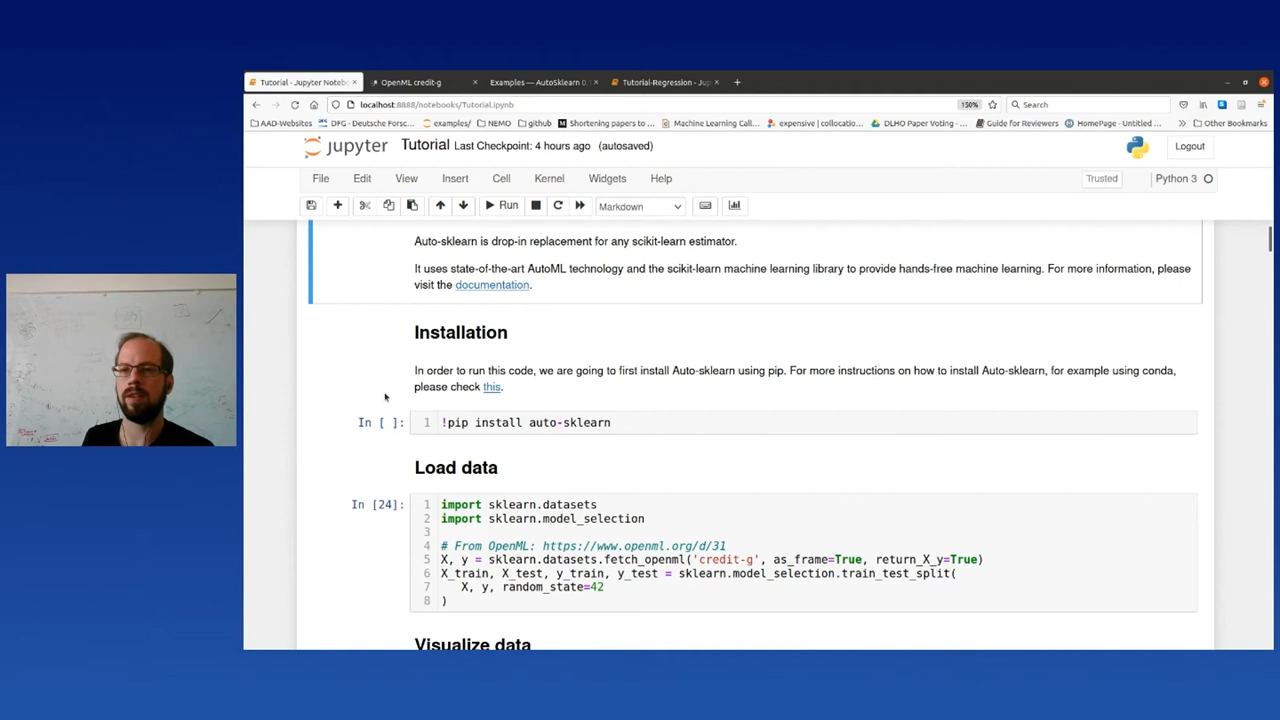 Tutorial - Jupyter Noteb
OpenML credit-g
Examples — AutoSklearn 0.
Tutorial-Regression - Jup
localhost:8888/notebooks/Tutorial.ipynb
150%
Search
AAD-Websites
DFG - Deutsche Forsc…
examples/
NEMO
github
Shortening papers to …
Machine Learning Cal…
expensive | collocatio…
DLHO Paper Voting - …
Guide for Reviewers
HomePage - Untitled …
Other Bookmarks
jupyter Tutorial Last Checkpoint: 4 hours ago (autosaved)
Logout
File Edit View Insert Cell Kernel Widgets Help
Trusted
Python 3
Run
Markdown
Auto-sklearn is drop-in replacement for any scikit-learn estimator.
It uses state-of-the-art AutoML technology and the scikit-learn machine learning library to provide hands-free machine learning. For more information, please
visit the documentation.
Installation
In order to run this code, we are going to first install Auto-sklearn using pip. For more instructions on how to install Auto-sklearn, for example using conda,
please check this.
In [ ]: 1 !pip install auto-sklearn
Load data
In [24]: 1 import sklearn.datasets
2 import sklearn.model_selection
3
4 # From OpenML: https://www.openml.org/d/31
5 X, y = sklearn.datasets.fetch_openml('credit-g', as_frame=True, return_X_y=True)
6 X_train, X_test, y_train, y_test = sklearn.model_selection.train_test_split(
7 X, y, random_state=42
8 )
Visualize data